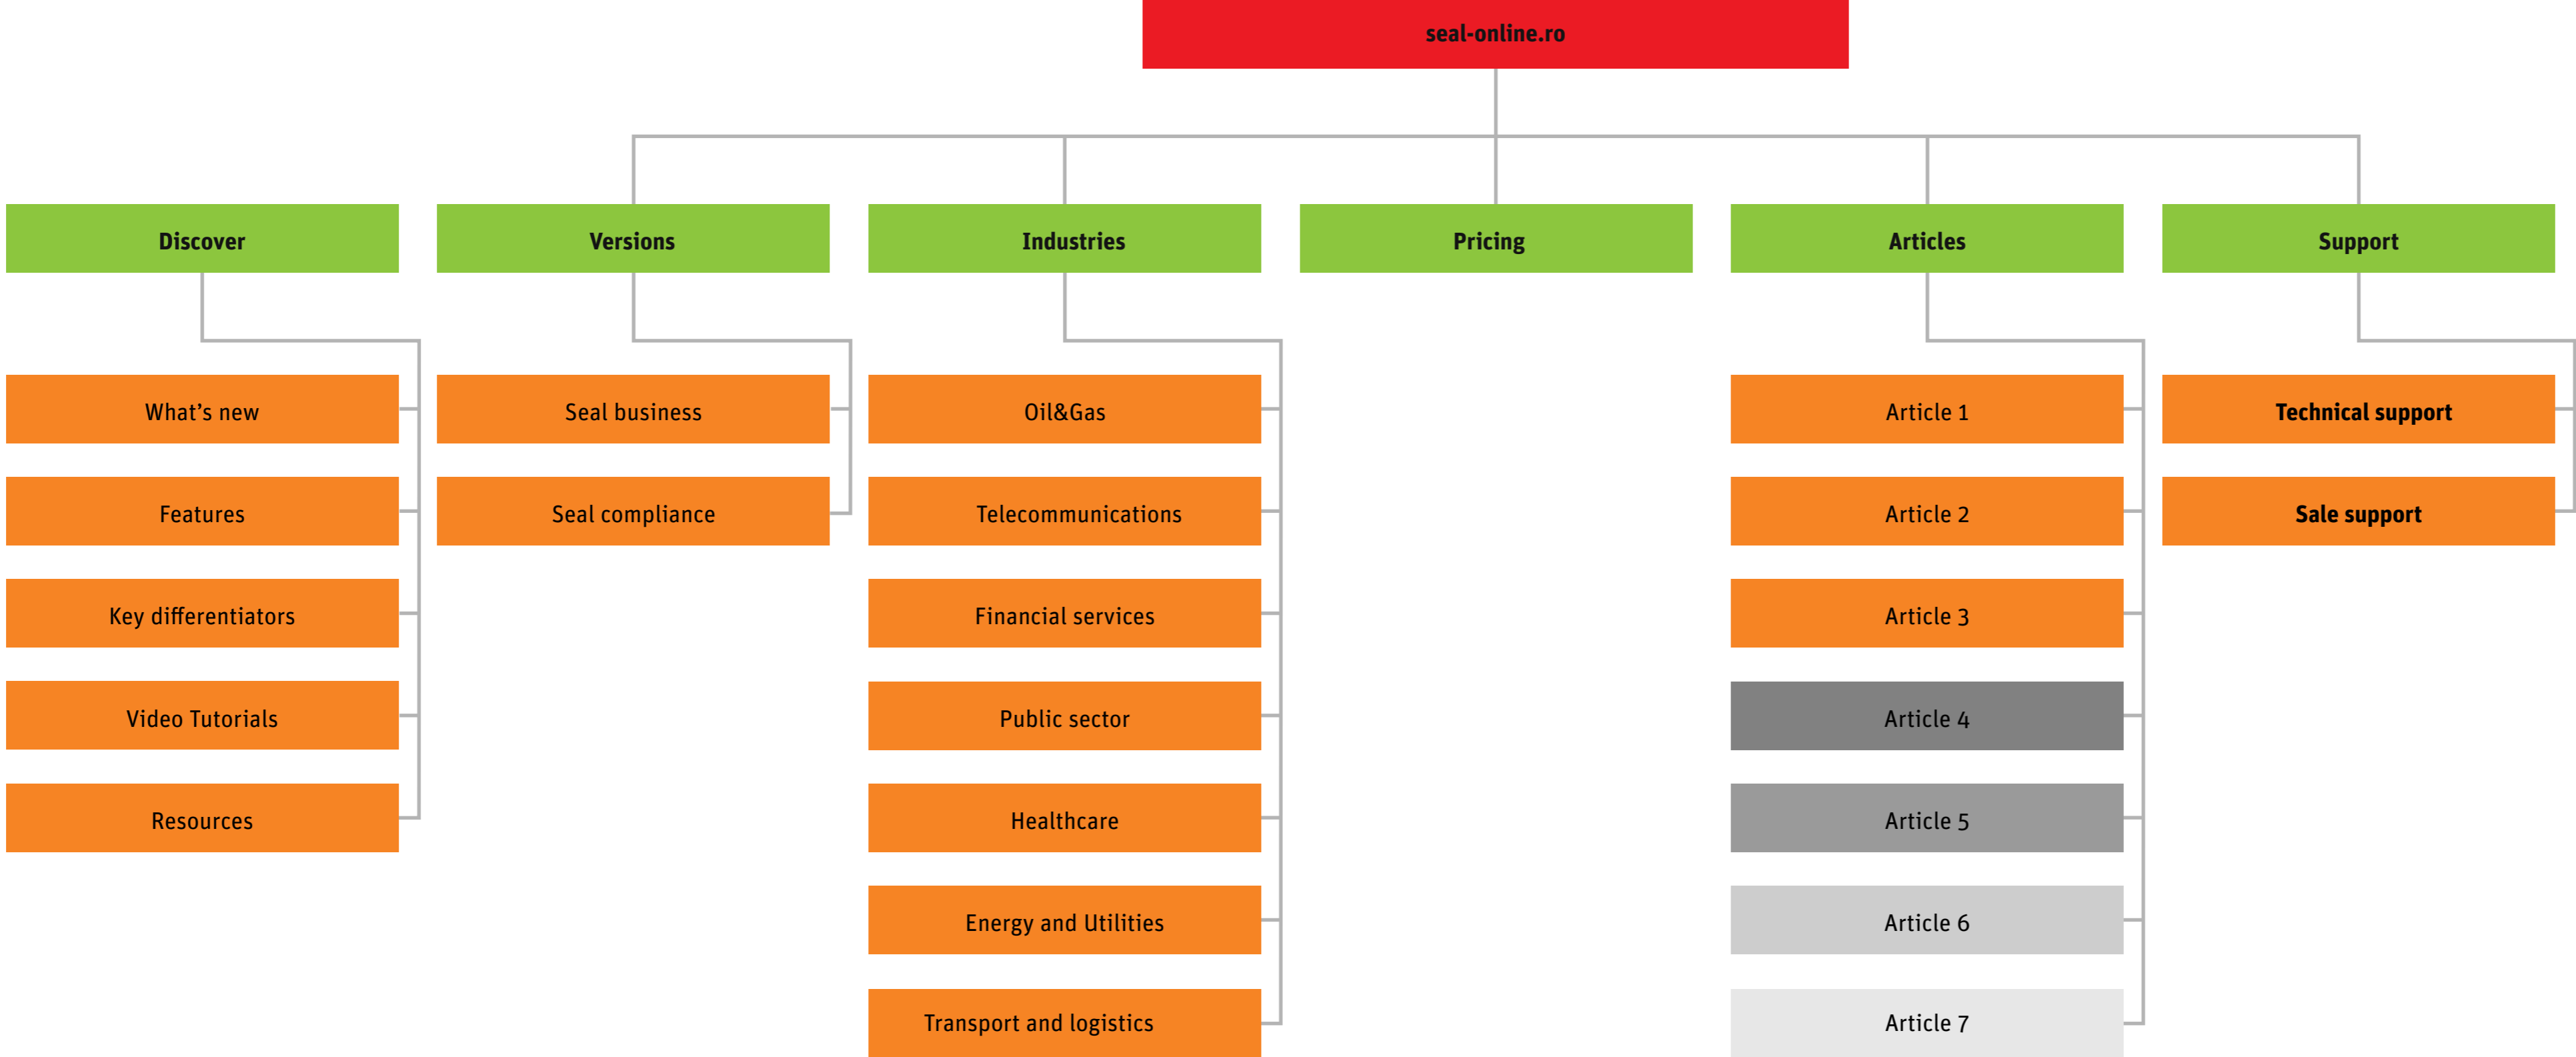 seal-online.ro
Discover
Versions
Industries
Pricing
Articles
Support
What's new
Seal business
Oil&Gas
Article 1
Technical support
Features
Seal compliance
Telecommunications
Article 2
Sale support
Key differentiators
Financial services
Article 3
Video Tutorials
Public sector
Article 4
Resources
Healthcare
Article 5
Energy and Utilities
Article 6
Transport and logistics
Article 7